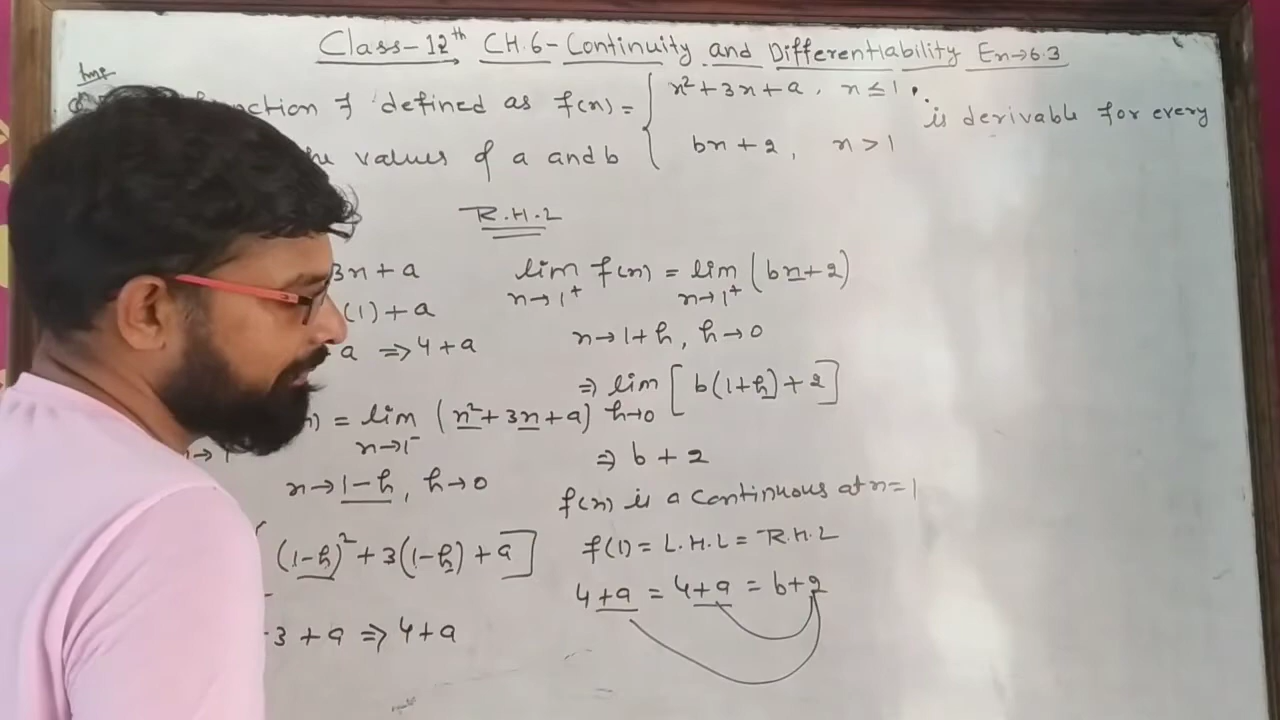 Class-12th CH.6-Continuity and Differentiability Ex→6.3
Imp
function f defined as f(x) = { x² + 3x + a, x ≤ 1
bx + 2, x > 1
is derivable for every
the values of a and b
R.H.L
3x + a
(1) + a
a ⇒ 4 + a
= lim (x² + 3x + a)
x→1⁻
x → 1-h, h→0
(1-h)² + 3(1-h) + a]
3 + a ⇒ 4 + a
lim f(x) = lim (bx + 2)
x→1⁺ x→1⁺
x → 1+h, h→0
⇒ lim [b(1+h) + 2]
h→0
⇒ b + 2
f(x) is a Continuous at x = 1
f(1) = L.H.L = R.H.L
4 + a = 4 + a = b + 2